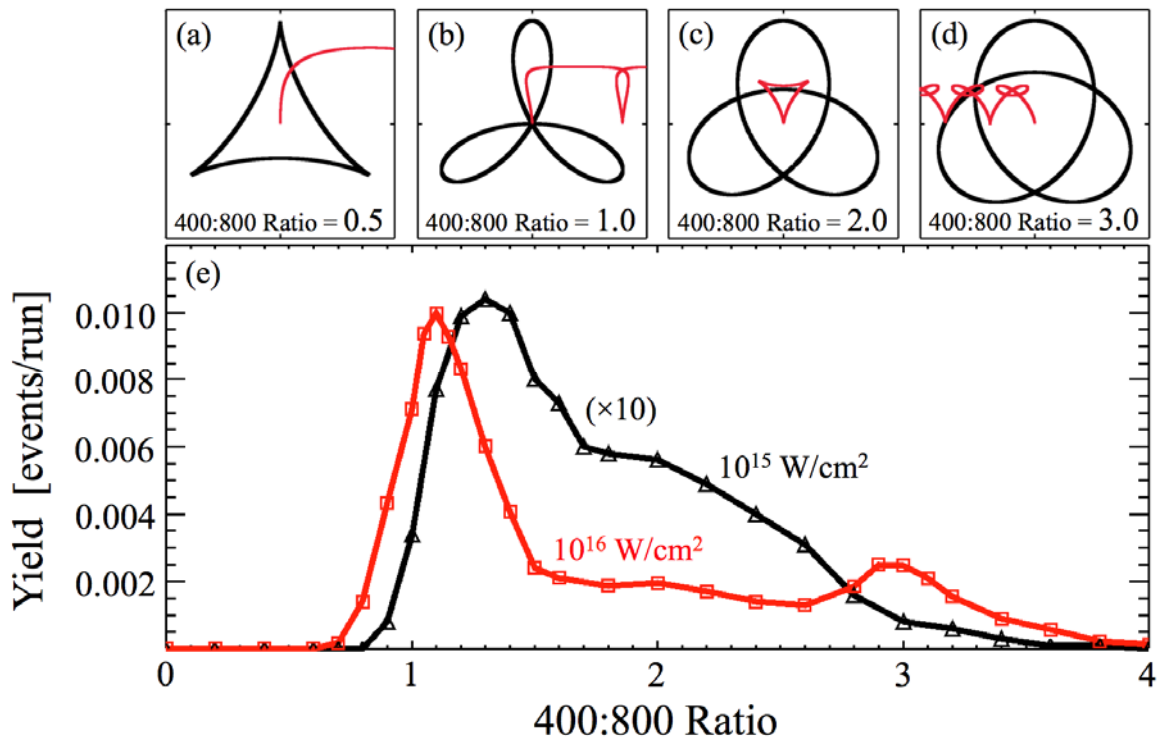 (a)
400:800 Ratio = 0.5
(b)
400:800 Ratio = 1.0
(c)
400:800 Ratio = 2.0
(d)
400:800 Ratio = 3.0
(e)
Yield [events/run]
0.010
0.008
0.006
0.004
0.002
(×10)
10¹⁵ W/cm²
10¹⁶ W/cm²
0 1 2 3 4
400:800 Ratio